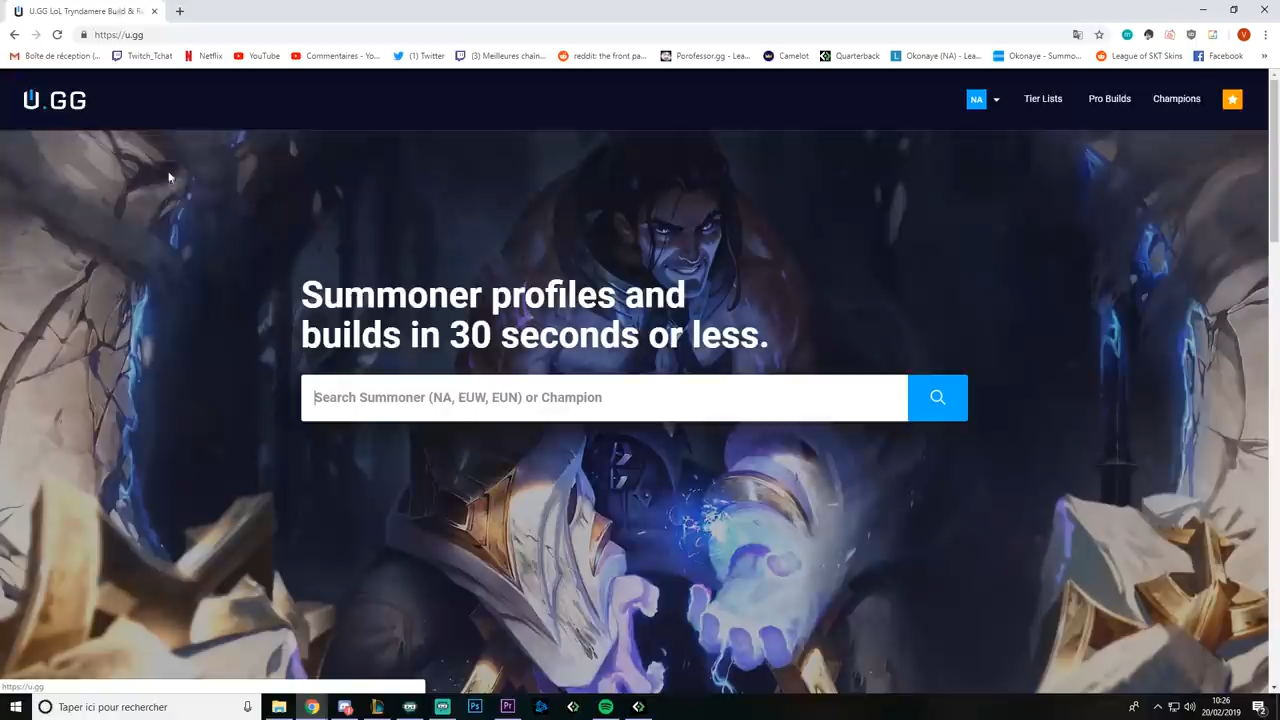 U.GG LoL Tryndamere Build & R
https://u.gg
Boîte de réception (...
Twitch_Tchat
Netflix
YouTube
Commentaires - You...
(1) Twitter
(3) Meilleures chaîn...
reddit: the front pa...
Porofessor.gg - Lea...
Camelot
Quarterback
Okonaye (NA) - Lea...
Okonaye - Summo...
League of SKT Skins
Facebook
»
U.GG
NA
Tier Lists
Pro Builds
Champions
Summoner profiles and
builds in 30 seconds or less.
Search Summoner (NA, EUW, EUN) or Champion
https://u.gg
Taper ici pour rechercher
10:26
20/02/2019